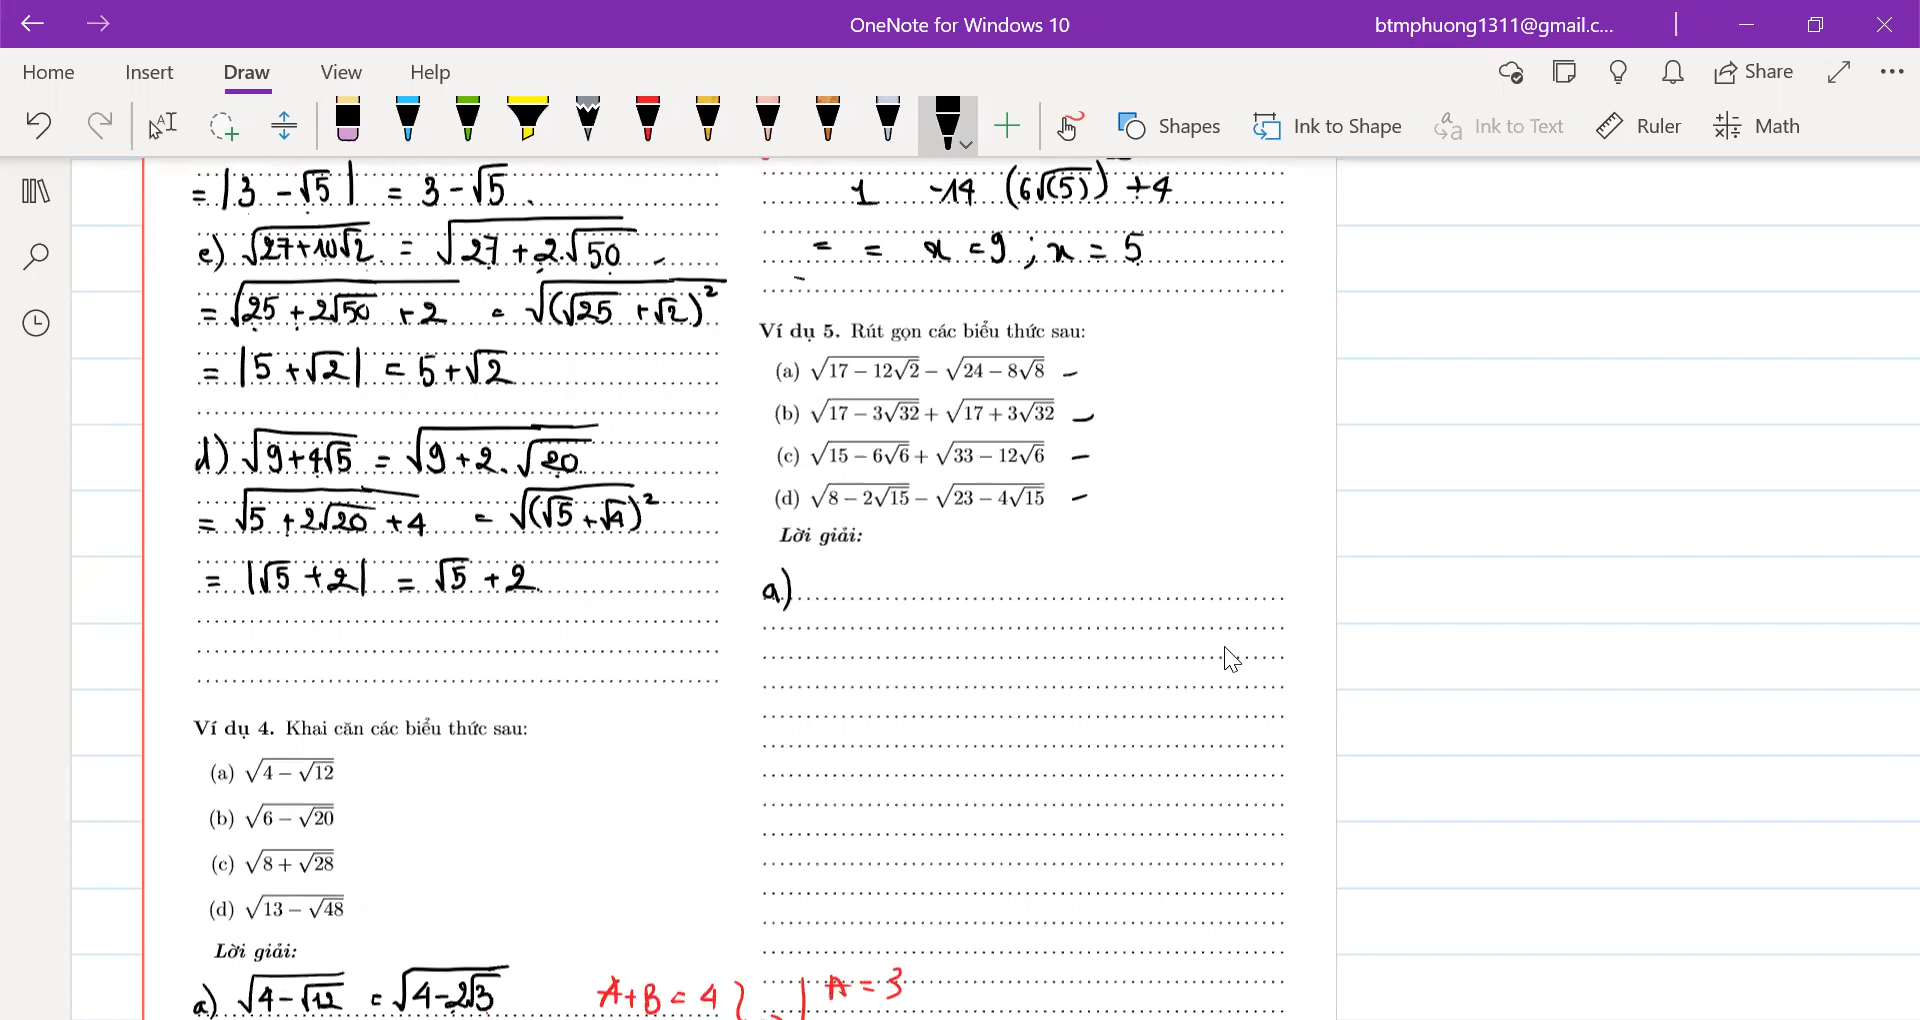 OneNote for Windows 10
btmphuong1311@gmail.c...
Home Insert Draw View Help
Share
Shapes Ink to Shape Ink to Text Ruler Math
= |3 - √5| = 3 - √5.
e) √(27+10√2) = √(27 + 2.√50)
= √(25 + 2√50 + 2) = √((√25 + √2)²)
= |5 + √2| = 5 + √2
d) √(9+4√5) = √(9 + 2.√20)
= √(5 + 2√20 + 4) = √((√5 + √4)²)
= |√5 + 2| = √5 + 2.
Ví dụ 4. Khai căn các biểu thức sau:
(a) √(4 − √12)
(b) √(6 − √20)
(c) √(8 + √28)
(d) √(13 − √48)
Lời giải:
a) √(4-√12) = √(4-2√3)
A+B = 4
A = 3
1 -14 (6√(5)) +4
= = x = 9 ; x = 5
Ví dụ 5. Rút gọn các biểu thức sau:
(a) √(17 − 12√2) − √(24 − 8√8)
(b) √(17 − 3√32) + √(17 + 3√32)
(c) √(15 − 6√6) + √(33 − 12√6)
(d) √(8 − 2√15) − √(23 − 4√15)
Lời giải:
a)